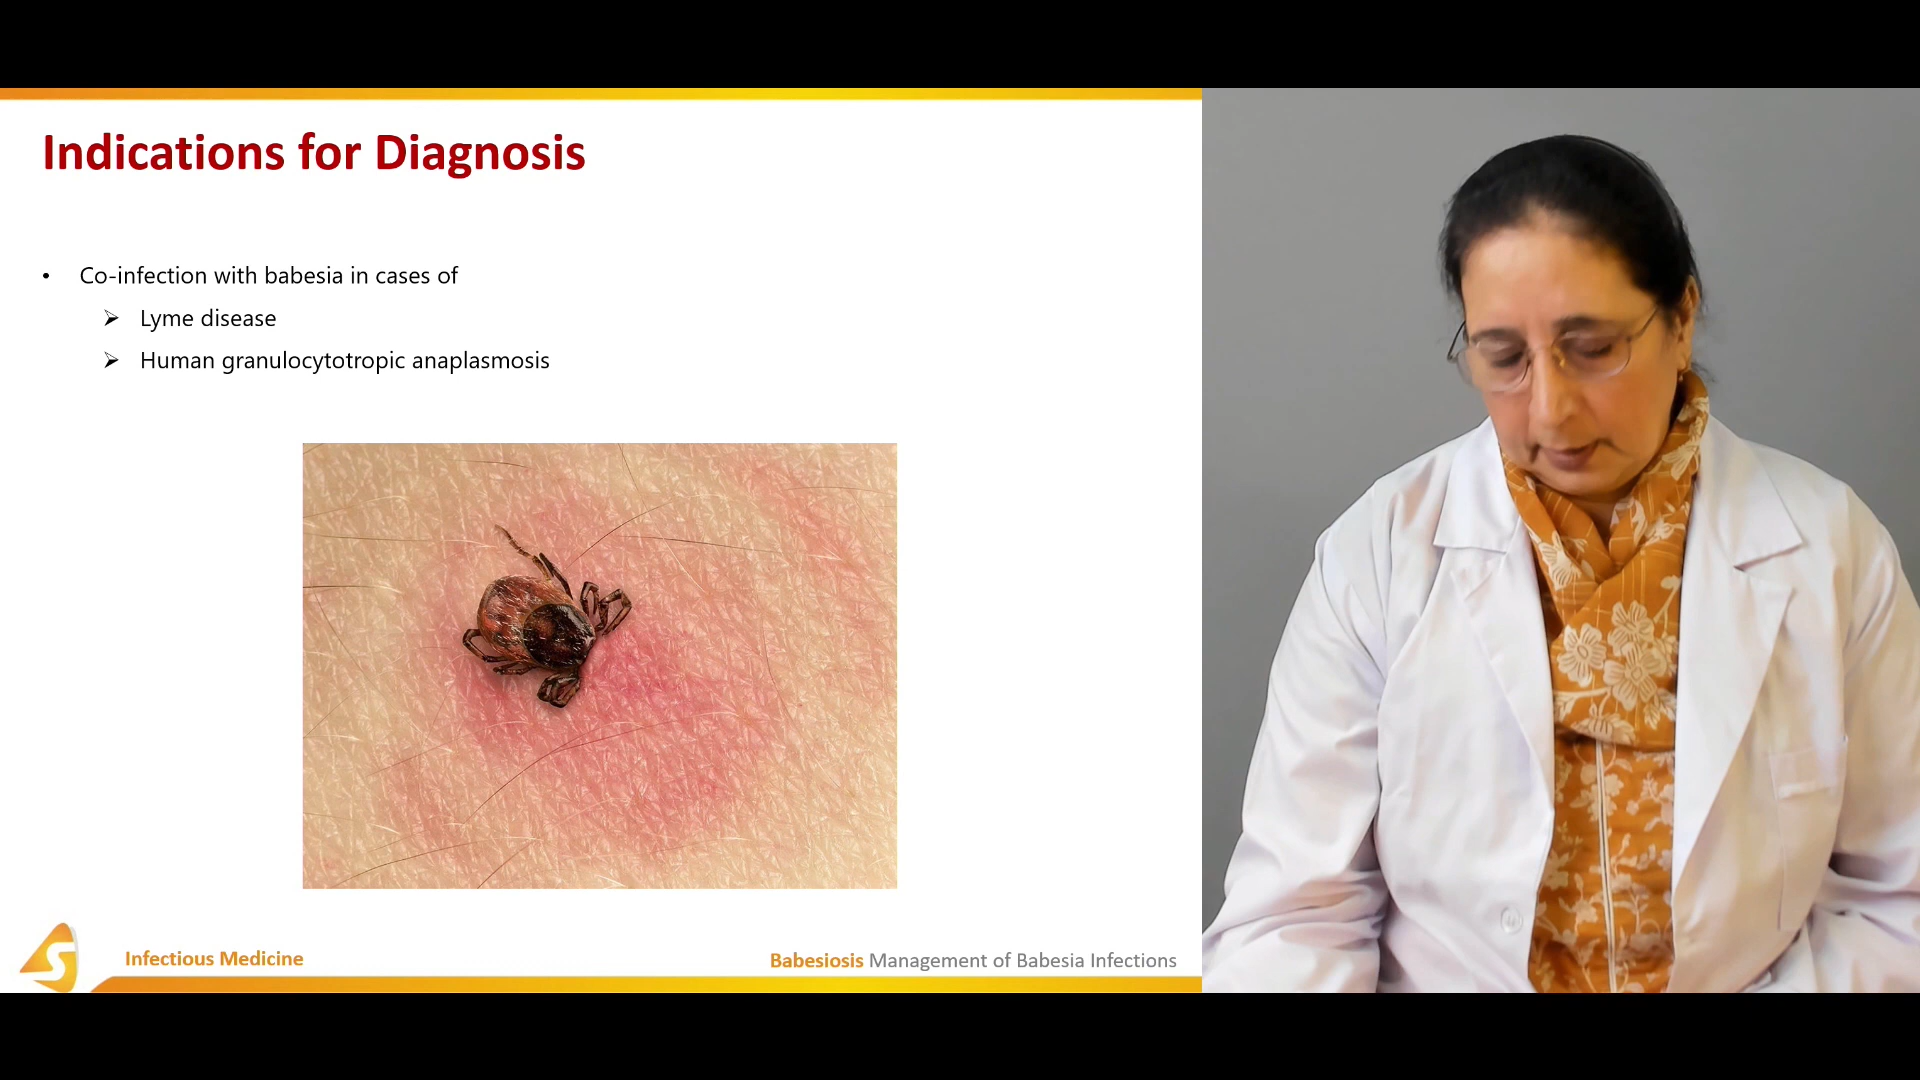 Indications for Diagnosis
• Co-infection with babesia in cases of
➢ Lyme disease
➢ Human granulocytotropic anaplasmosis
S
Infectious Medicine
Babesiosis Management of Babesia Infections